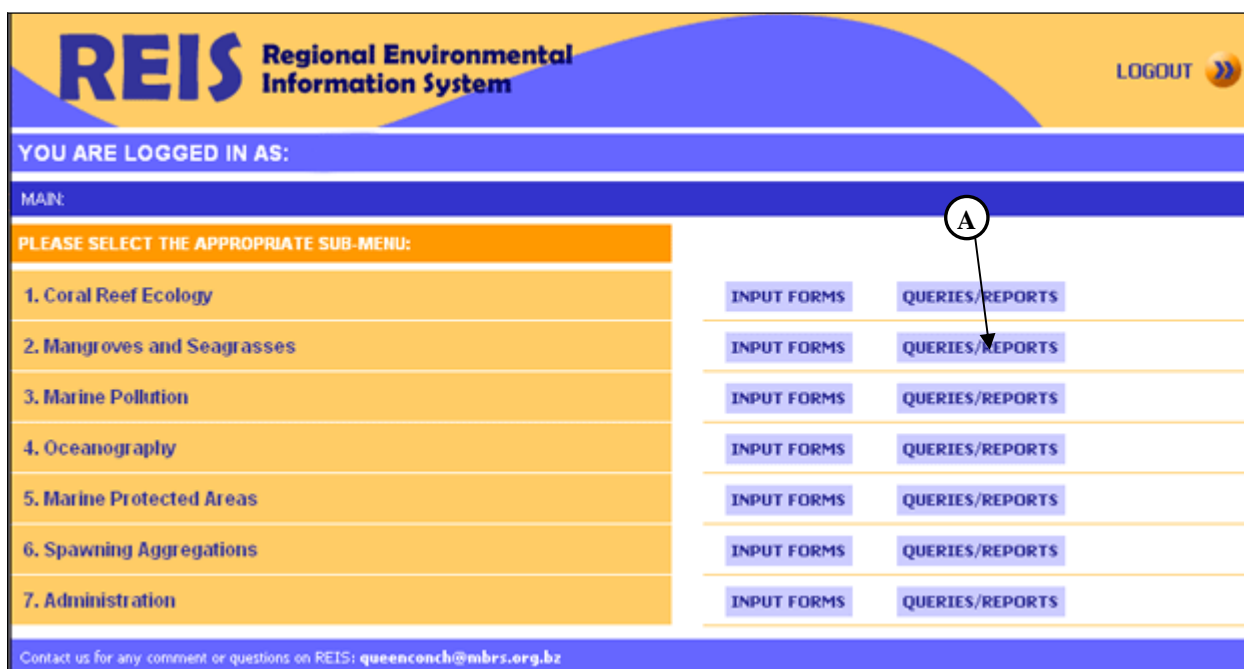 REIS Regional Environmental
Information System
LOGOUT
YOU ARE LOGGED IN AS:
MAIN:
A
PLEASE SELECT THE APPROPRIATE SUB-MENU:
1. Coral Reef Ecology INPUT FORMS QUERIES/REPORTS
2. Mangroves and Seagrasses INPUT FORMS QUERIES/REPORTS
3. Marine Pollution INPUT FORMS QUERIES/REPORTS
4. Oceanography INPUT FORMS QUERIES/REPORTS
5. Marine Protected Areas INPUT FORMS QUERIES/REPORTS
6. Spawning Aggregations INPUT FORMS QUERIES/REPORTS
7. Administration INPUT FORMS QUERIES/REPORTS
Contact us for any comment or questions on REIS: queenconch@mbrs.org.bz